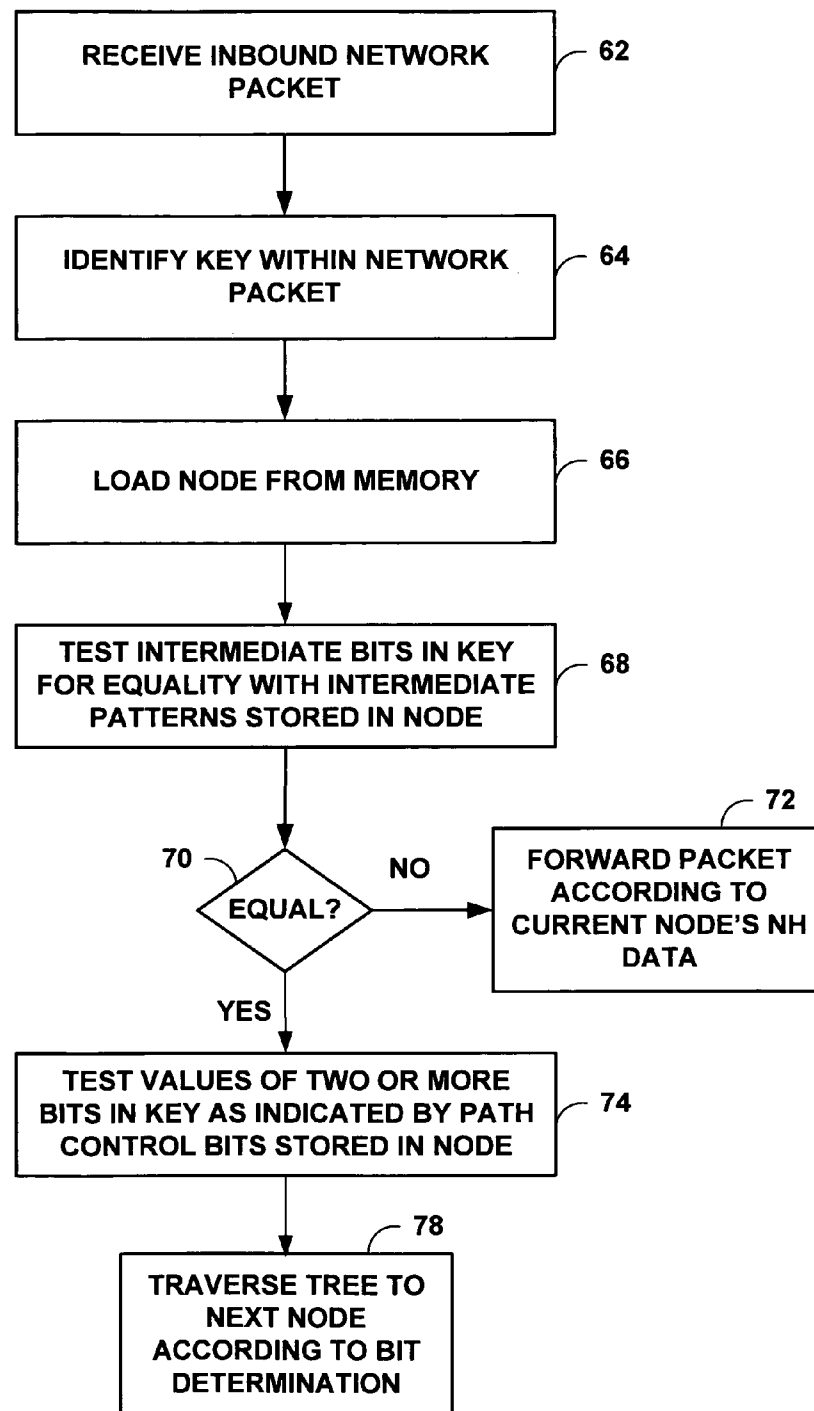 RECEIVE INBOUND NETWORK
PACKET
62
IDENTIFY KEY WITHIN NETWORK
PACKET
64
LOAD NODE FROM MEMORY
66
TEST INTERMEDIATE BITS IN KEY
FOR EQUALITY WITH INTERMEDIATE
PATTERNS STORED IN NODE
68
70
EQUAL?
NO
72
FORWARD PACKET
ACCORDING TO
CURRENT NODE'S NH
DATA
YES
TEST VALUES OF TWO OR MORE
BITS IN KEY AS INDICATED BY PATH
CONTROL BITS STORED IN NODE
74
78
TRAVERSE TREE TO
NEXT NODE
ACCORDING TO BIT
DETERMINATION